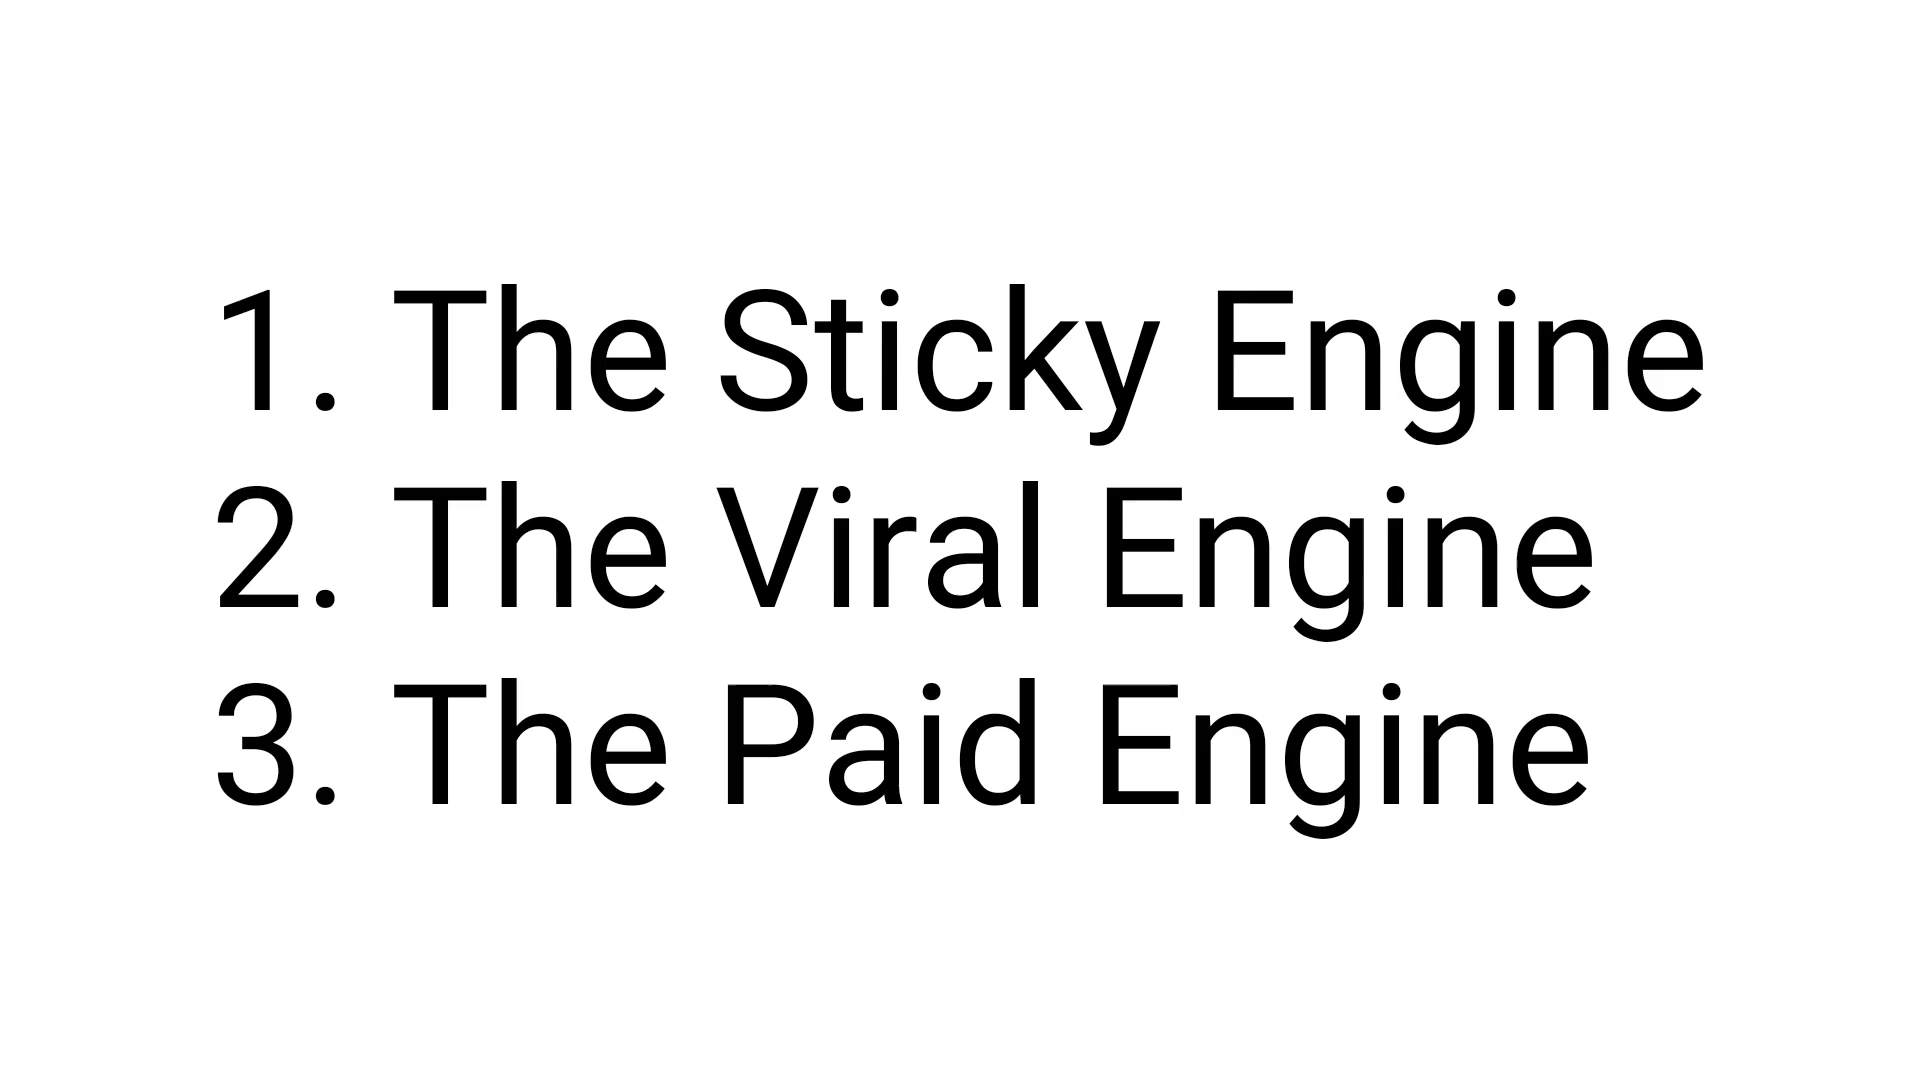 1. The Sticky Engine
2. The Viral Engine
3. The Paid Engine